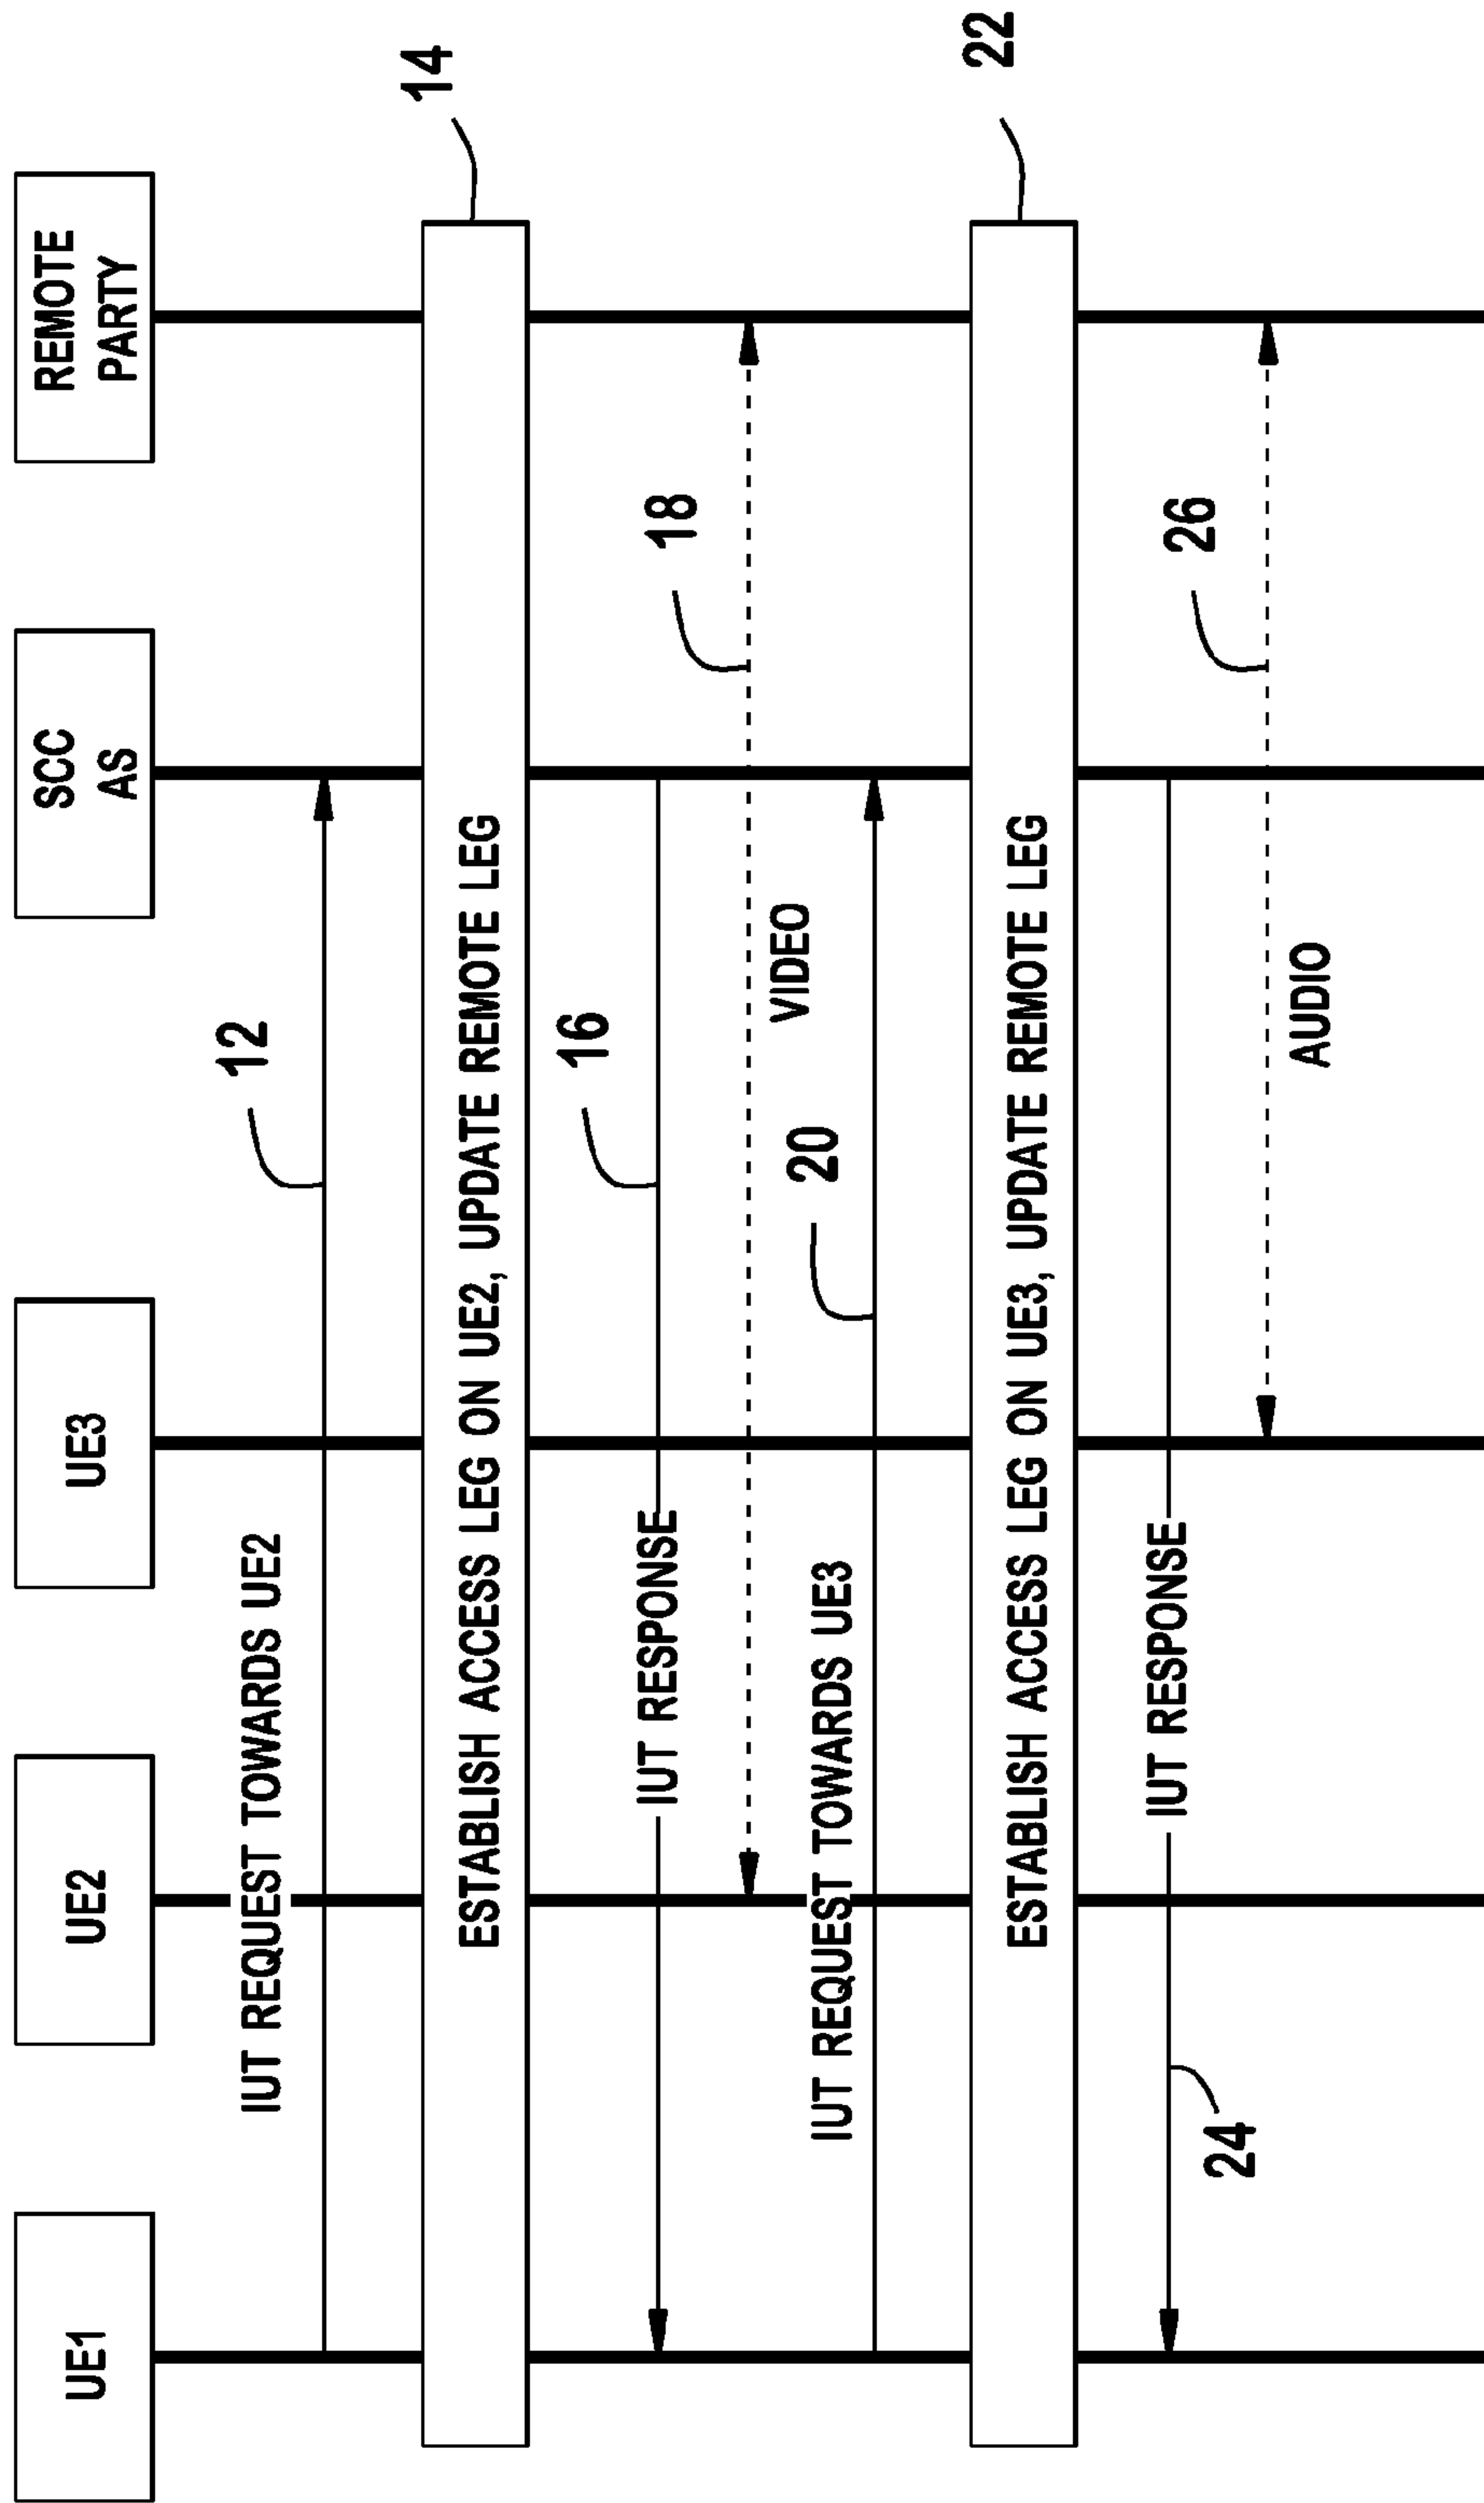 UE1
UE2
UE3
SCC
AS
REMOTE
PARTY
12
IUT REQUEST TOWARDS UE2
14
ESTABLISH ACCESS LEG ON UE2, UPDATE REMOTE LEG
16
IUT RESPONSE
18
VIDEO
20
IUT REQUEST TOWARDS UE3
22
ESTABLISH ACCESS LEG ON UE3, UPDATE REMOTE LEG
IUT RESPONSE
24
26
AUDIO